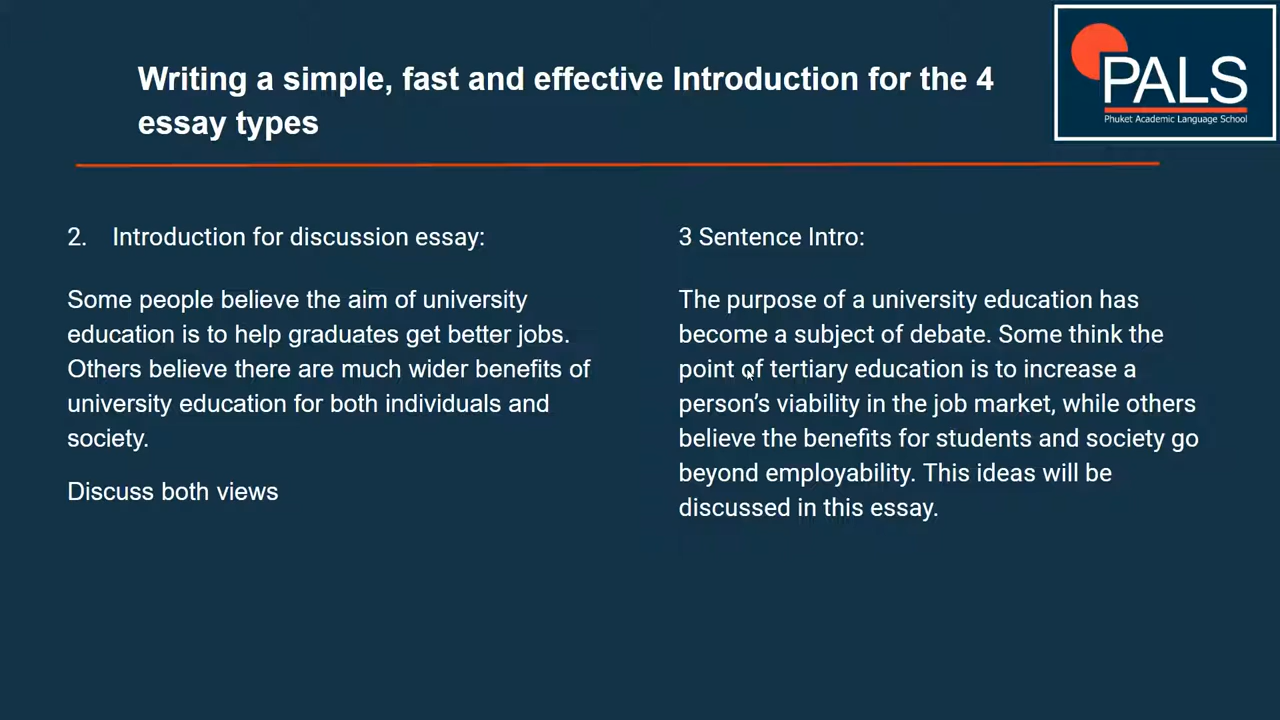 Writing a simple, fast and effective Introduction for the 4
essay types
PALS
Phuket Academic Language School
2. Introduction for discussion essay:
Some people believe the aim of university
education is to help graduates get better jobs.
Others believe there are much wider benefits of
university education for both individuals and
society.
Discuss both views
3 Sentence Intro:
The purpose of a university education has
become a subject of debate. Some think the
point of tertiary education is to increase a
person’s viability in the job market, while others
believe the benefits for students and society go
beyond employability. This ideas will be
discussed in this essay.